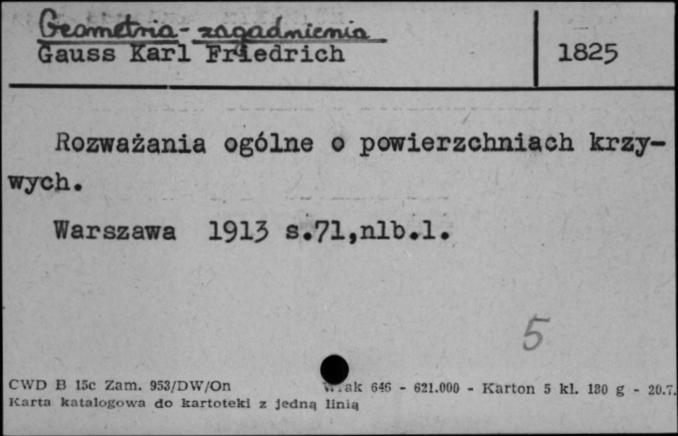 Geometria - zagadnienia
Gauss Karl Friedrich
1825
Rozważania ogólne o powierzchniach krzy-
wych.
Warszawa 1913 s.71,nlb.1.
5
CWD B 15c Zam. 953/DW/On ak 646 - 621.000 - Karton 5 kl. 180 g - 20.7.
Karta katalogowa do kartoteki z jedną linią